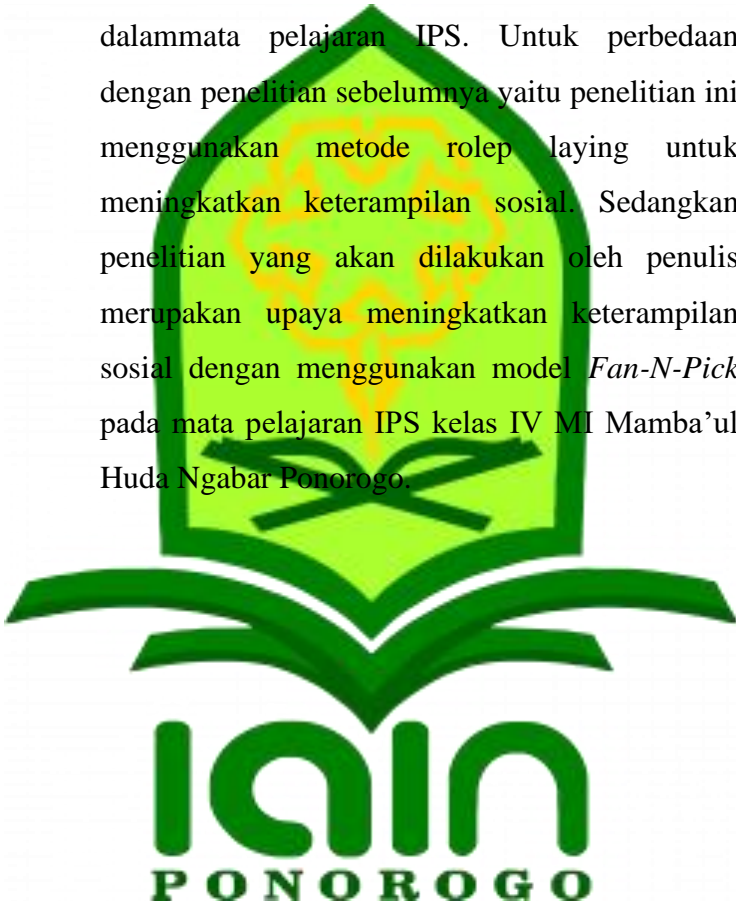 dalammata pelajaran IPS. Untuk perbedaan
dengan penelitian sebelumnya yaitu penelitian ini
menggunakan metode rolep laying untuk
meningkatkan keterampilan sosial. Sedangkan
penelitian yang akan dilakukan oleh penulis
merupakan upaya meningkatkan keterampilan
sosial dengan menggunakan model Fan-N-Pick
pada mata pelajaran IPS kelas IV MI Mamba’ul
Huda Ngabar Ponorogo.
iain
PONOROGO